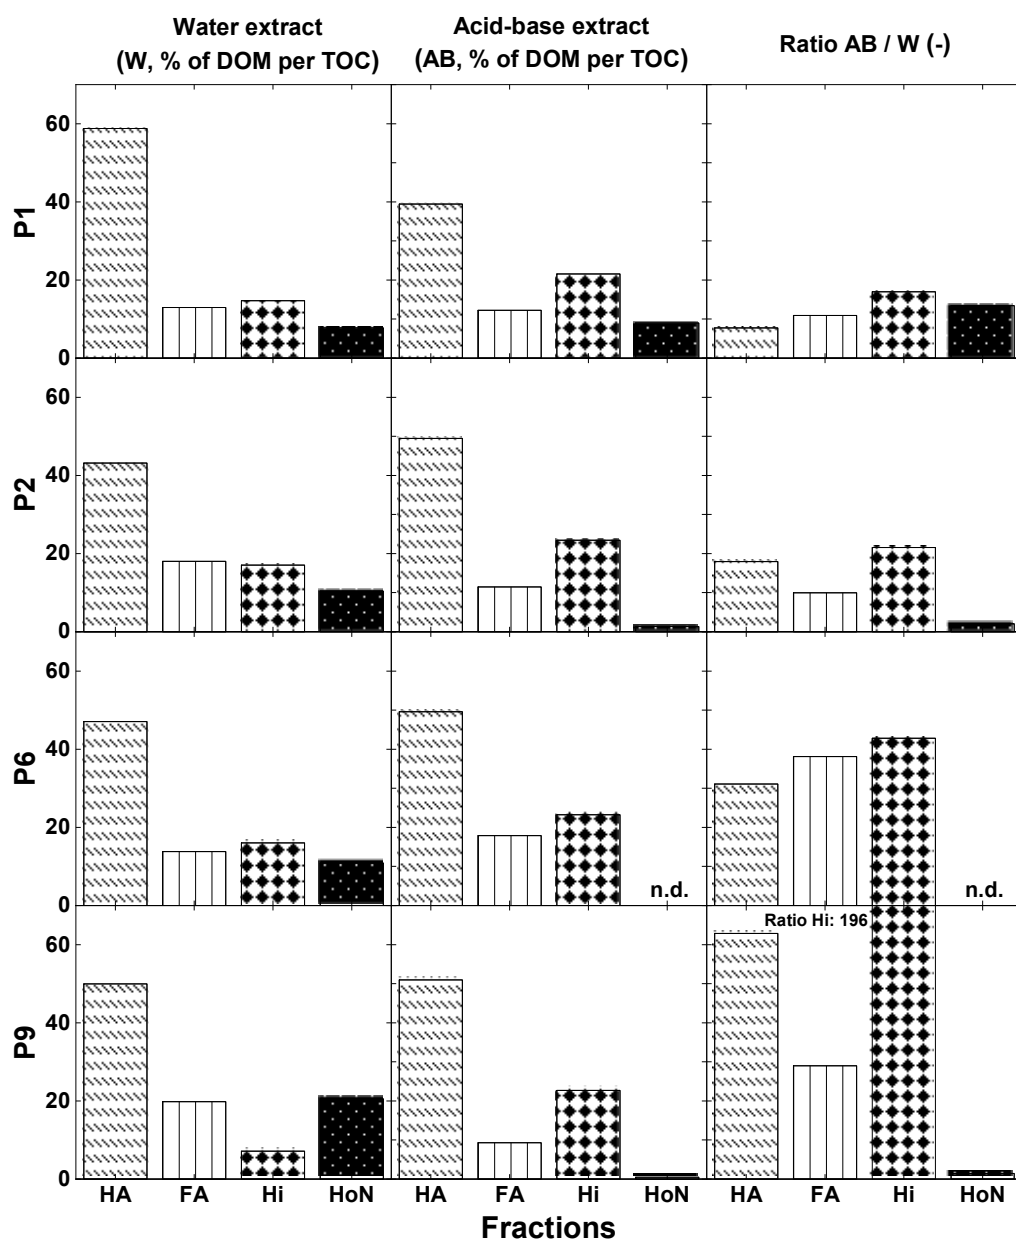 Water extract
(W, % of DOM per TOC)
Acid-base extract
(AB, % of DOM per TOC)
Ratio AB / W (-)
P1
60
40
20
0
P2
60
40
20
0
P6
60
40
20
0
n.d.
n.d.
P9
60
40
20
0
Ratio Hi: 196
HA FA Hi HoN HA FA Hi HoN HA FA Hi HoN
Fractions